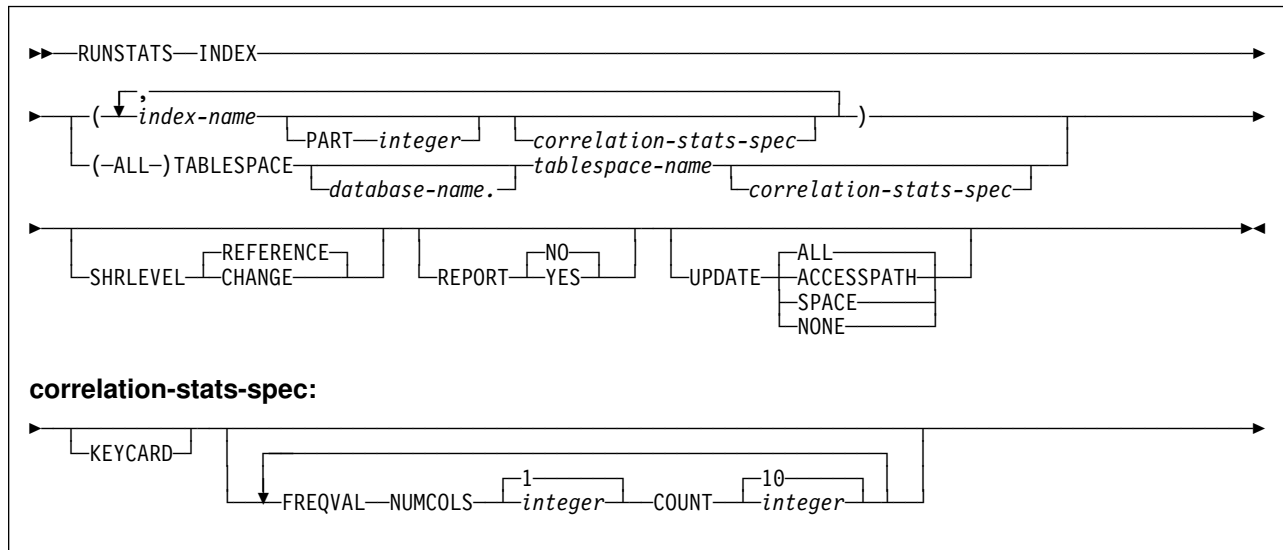 RUNSTATS INDEX
,
( index-name PART integer correlation-stats-spec )
(ALL)TABLESPACE database-name. tablespace-name correlation-stats-spec
REFERENCE NO ALL
SHRLEVEL CHANGE REPORT YES UPDATE ACCESSPATH
SPACE
NONE
correlation-stats-spec:
KEYCARD
1 10
FREQVAL NUMCOLS integer COUNT integer